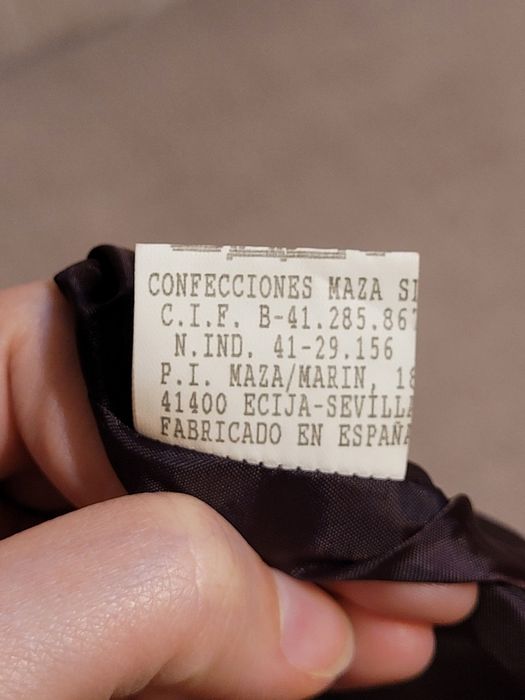 CONFECCIONES MAZA
C.I.F. B-41.285.867
N.IND. 41-29.156
P.I. MAZA/MARIN, 18
41400 ECIJA-SEVILLA
FABRICADO EN ESPAÑA